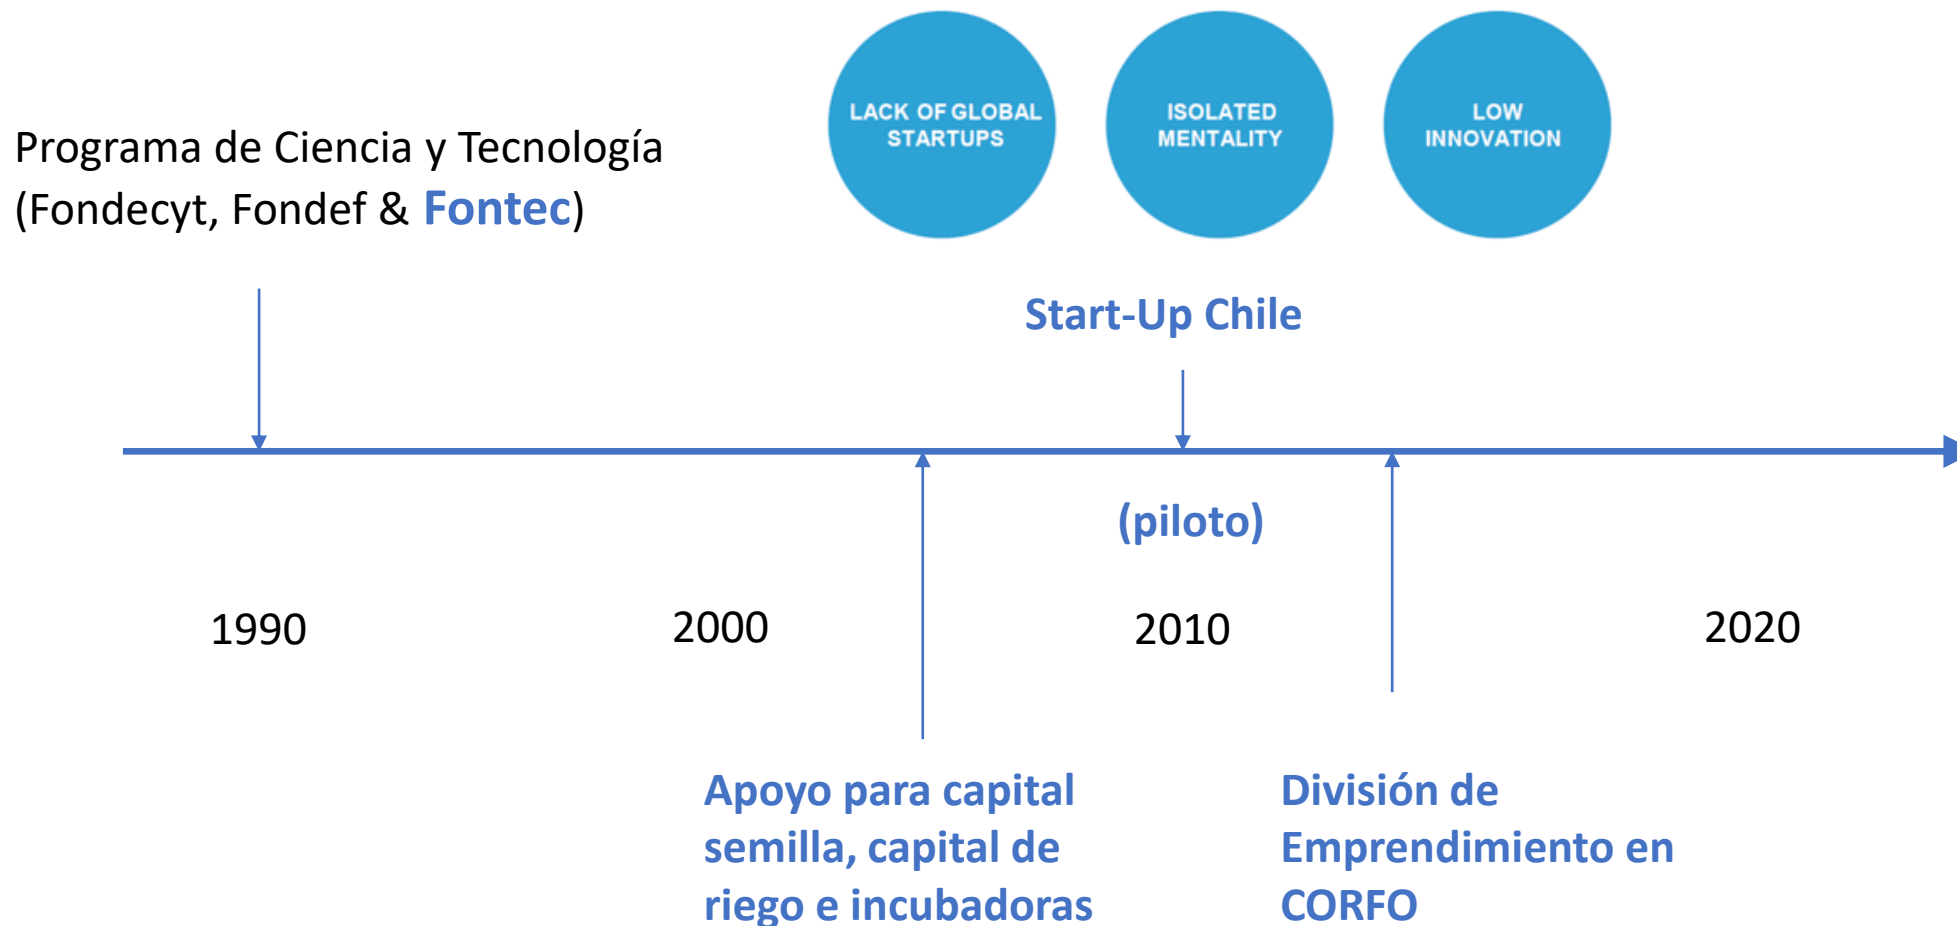 LACK OF GLOBAL
STARTUPS
ISOLATED
MENTALITY
LOW
INNOVATION
Programa de Ciencia y Tecnología
(Fondecyt, Fondef & Fontec)
Start-Up Chile
(piloto)
1990
2000
2010
2020
Apoyo para capital
semilla, capital de
riego e incubadoras
División de
Emprendimiento en
CORFO